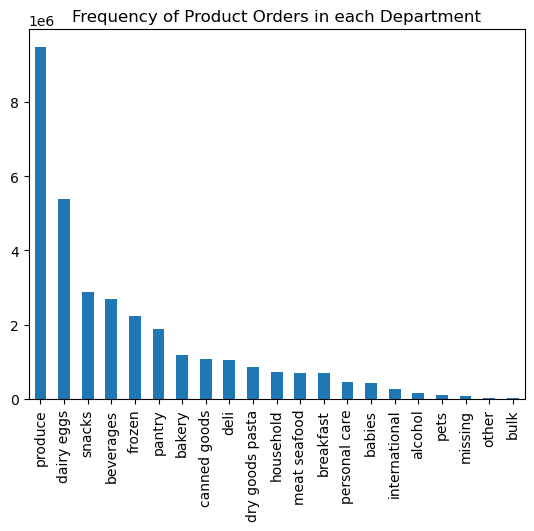 Frequency of Product Orders in each Department
1e6
8
6
4
2
0
produce
dairy eggs
snacks
beverages
frozen
pantry
bakery
canned goods
deli
dry goods pasta
household
meat seafood
breakfast
personal care
babies
international
alcohol
pets
missing
other
bulk